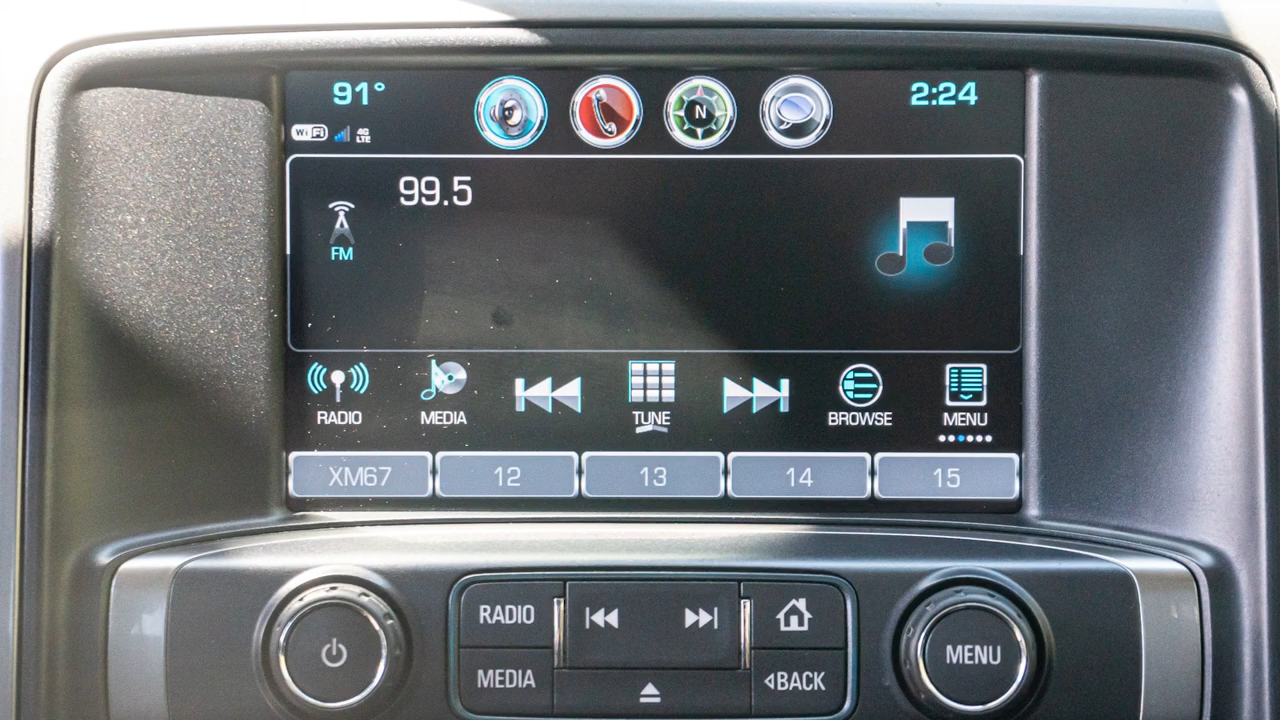 91°
2:24
WiFi 4G LTE
N
99.5
FM
RADIO MEDIA TUNE BROWSE MENU
XM67 12 13 14 15
RADIO
MENU
MEDIA
BACK